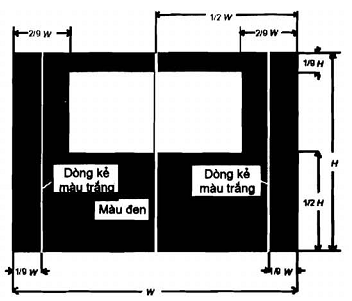 1/2 W
2/9 W
2/9 W
1/9 H
H
Dòng kẻ
màu trắng
Dòng kẻ
màu trắng
Màu đen
1/2 H
1/9 W
1/9 W
W